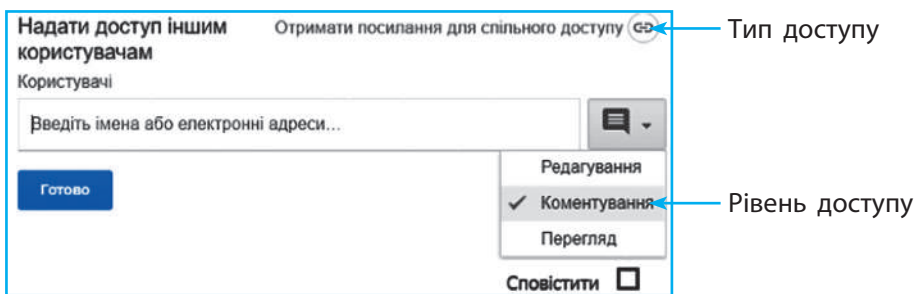 Надати доступ іншим
користувачам
Отримати посилання для спільного доступу
Тип доступу
Користувачі
Введіть імена або електронні адреси...
Готово
Редагування
Коментування
Рівень доступу
Перегляд
Сповістити